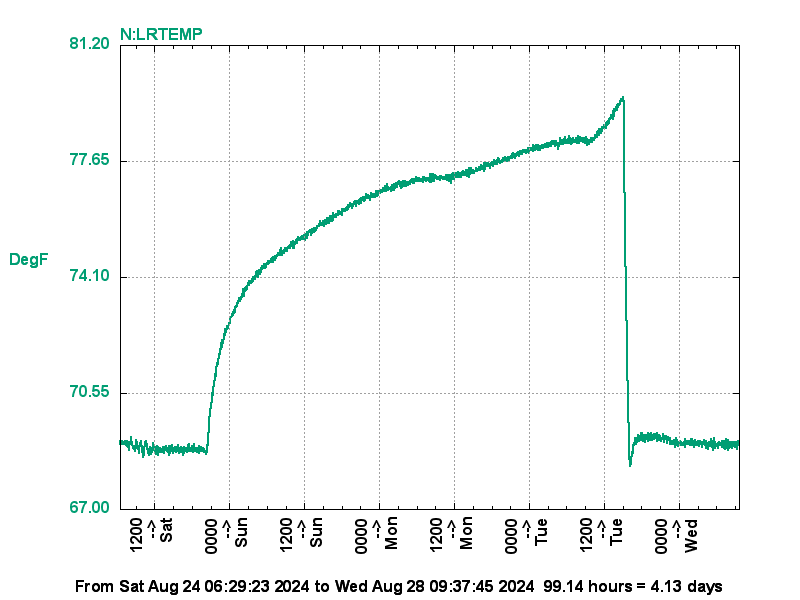 N:LRTEMP
81.20
77.65
DegF
74.10
70.55
67.00
1200 -> Sat
0000 -> Sun
1200 -> Sun
0000 -> Mon
1200 -> Mon
0000 -> Tue
1200 -> Tue
0000 -> Wed
From Sat Aug 24 06:29:23 2024 to Wed Aug 28 09:37:45 2024  99.14 hours = 4.13 days